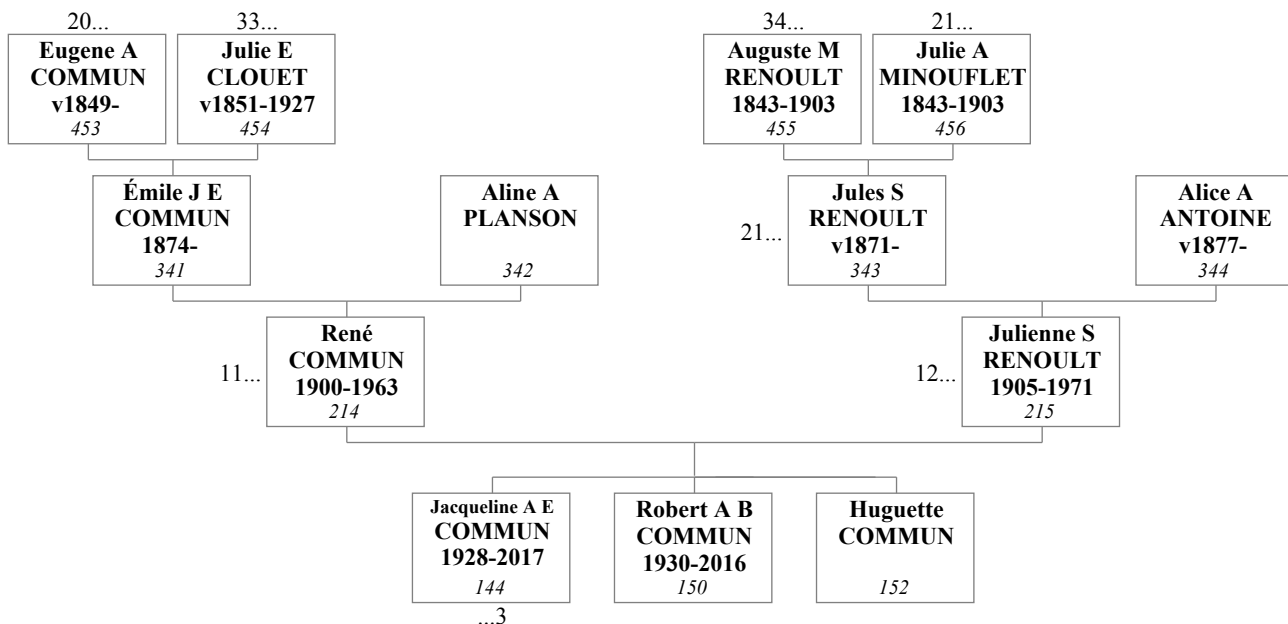 20...
33...
34...
21...
Eugene A
COMMUN
v1849-
453
Julie E
CLOUET
v1851-1927
454
Auguste M
RENOULT
1843-1903
455
Julie A
MINOUFLET
1843-1903
456
Émile J E
COMMUN
1874-
341
Aline A
PLANSON
342
21...
Jules S
RENOULT
v1871-
343
Alice A
ANTOINE
v1877-
344
11...
René
COMMUN
1900-1963
214
12...
Julienne S
RENOULT
1905-1971
215
Jacqueline A E
COMMUN
1928-2017
144
Robert A B
COMMUN
1930-2016
150
Huguette
COMMUN
152
...3